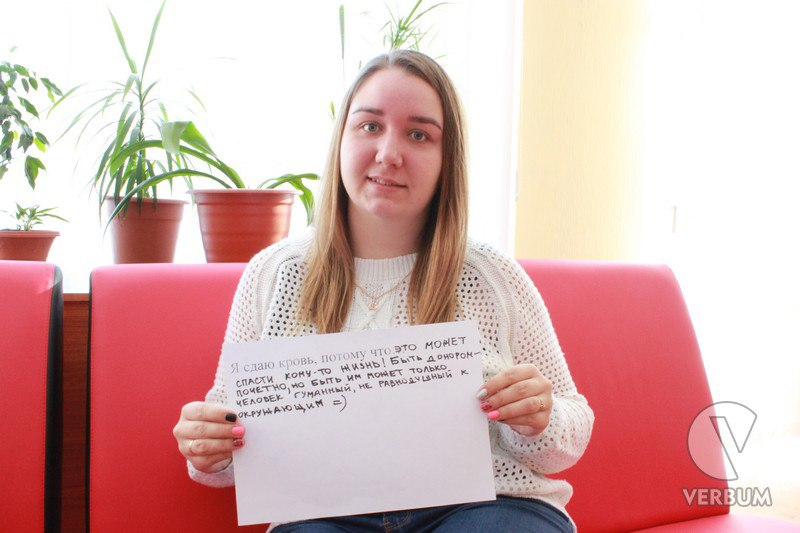 Я сдаю кровь, потому что ЭТО МОЖЕТ
СПАСТИ КОМУ-ТО ЖИЗНЬ! БЫТЬ ДОНОРОМ-
ПОЧЕТНО, НО БЫТЬ ИМ МОЖЕТ ТОЛЬКО
ЧЕЛОВЕК, ГУМАННЫЙ, НЕ РАВНОДУШНЫЙ К
ОКРУЖАЮЩИМ =)
VERBUM